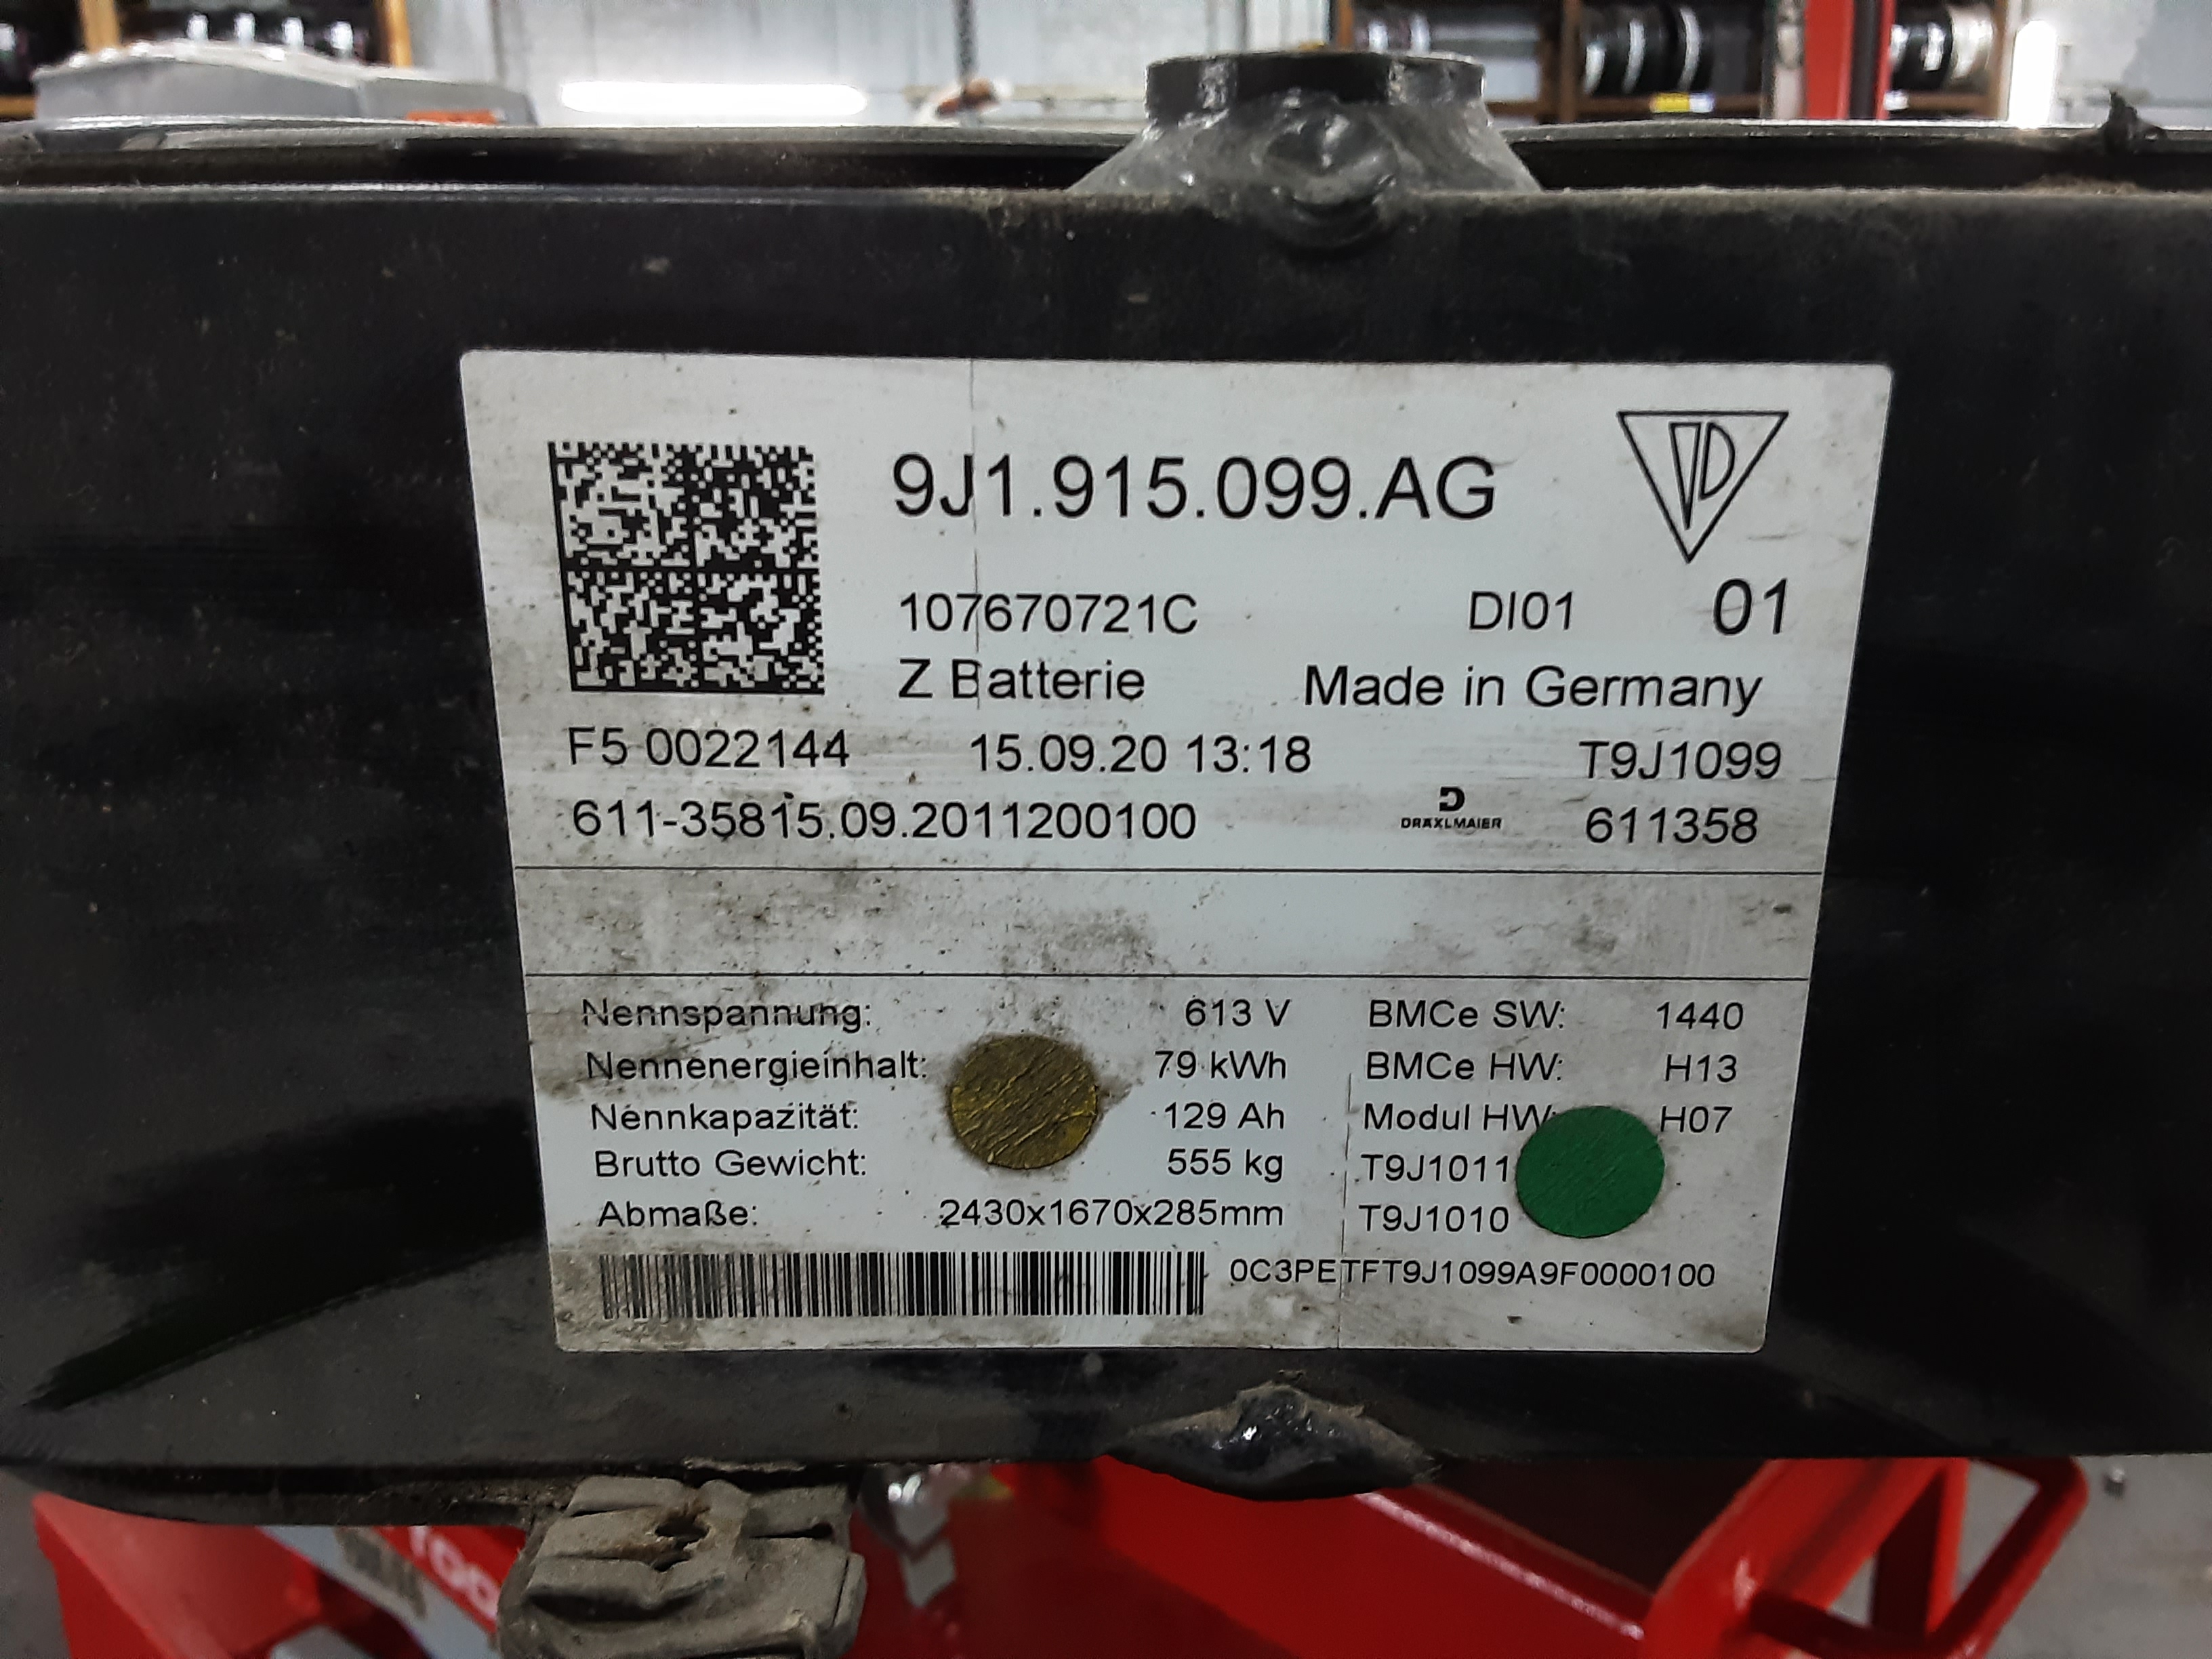 9J1.915.099.AG
107670721C DI01 01
Z Batterie Made in Germany
F5 0022144 15.09.20 13:18 T9J1099
611-35815.09.2011200100 DRÄXLMAIER 611358
Nennspannung: 613 V BMCe SW: 1440
Nennenergieinhalt: 79 kWh BMCe HW: H13
Nennkapazität: 129 Ah Modul HW: H07
Brutto Gewicht: 555 kg T9J1011
Abmaße: 2430x1670x285mm T9J1010
0C3PETFT9J1099A9F0000100